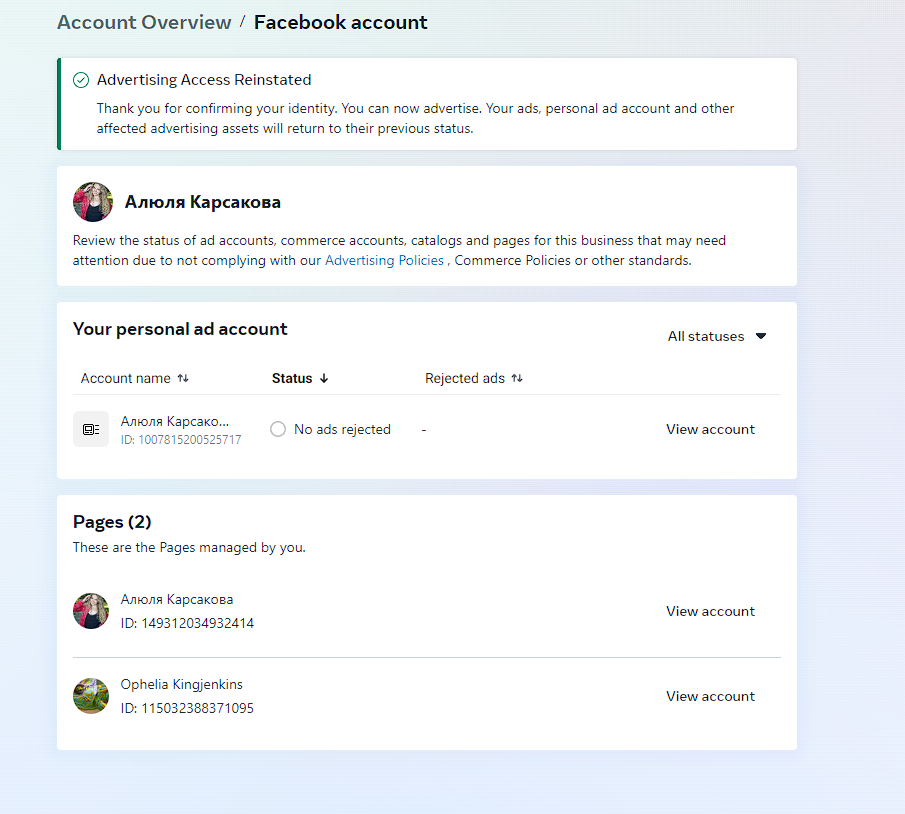 Account Overview / Facebook account
Advertising Access Reinstated
Thank you for confirming your identity. You can now advertise. Your ads, personal ad account and other
affected advertising assets will return to their previous status.
Алюля Карсакова
Review the status of ad accounts, commerce accounts, catalogs and pages for this business that may need
attention due to not complying with our Advertising Policies , Commerce Policies or other standards.
Your personal ad account
All statuses
Account name Status Rejected ads
Алюля Карсако...
ID: 1007815200525717
No ads rejected - View account
Pages (2)
These are the Pages managed by you.
Алюля Карсакова
ID: 149312034932414
View account
Ophelia Kingjenkins
ID: 115032388371095
View account